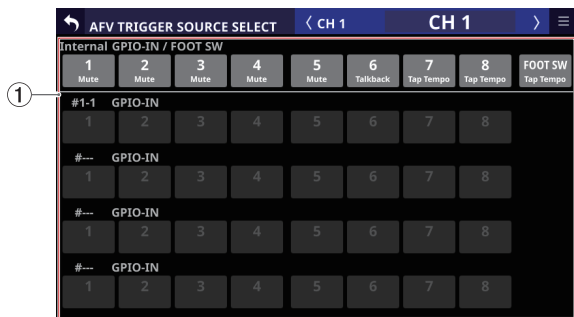 AFV TRIGGER SOURCE SELECT 〈 CH 1 CH 1 〉
Internal GPIO-IN / FOOT SW
1 2 3 4 5 6 7 8 FOOT SW
Mute Mute Mute Mute Mute Talkback Tap Tempo Tap Tempo Tap Tempo
①
#1-1 GPIO-IN
1 2 3 4 5 6 7 8
#--- GPIO-IN
1 2 3 4 5 6 7 8
#--- GPIO-IN
1 2 3 4 5 6 7 8
#--- GPIO-IN
1 2 3 4 5 6 7 8